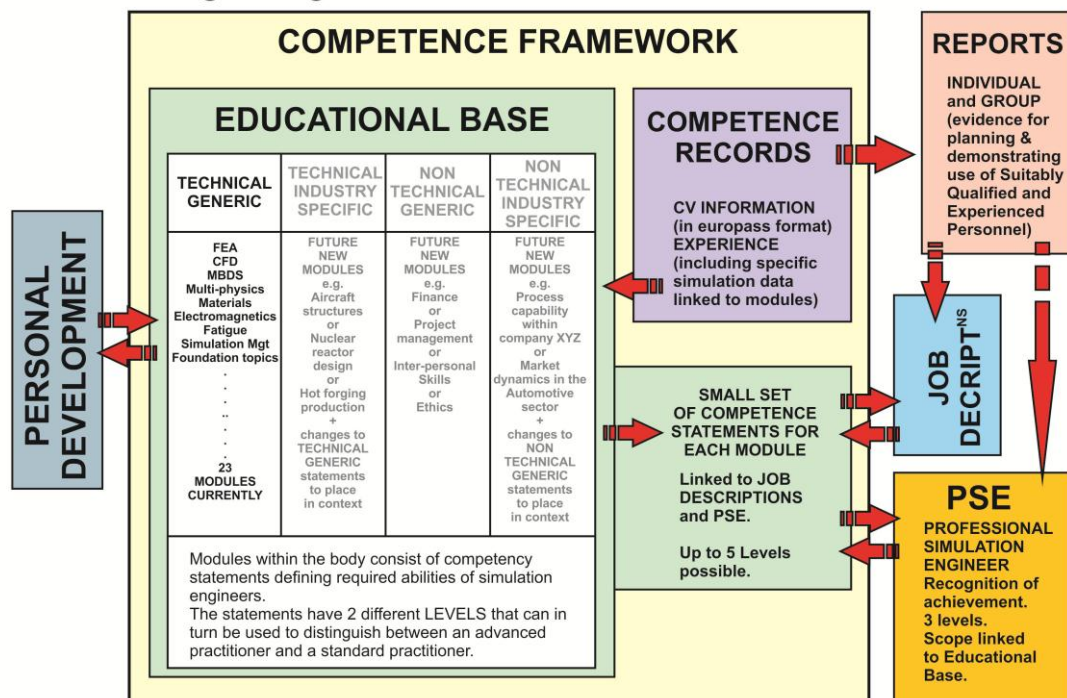 COMPETENCE FRAMEWORK
EDUCATIONAL BASE
TECHNICAL
GENERIC
FEA
CFD
MBDS
Multi-physics
Materials
Electromagnetics
Fatigue
Simulation Mgt
Foundation topics
.
.
.
..
.
.
.
23
MODULES
CURRENTLY
TECHNICAL
INDUSTRY
SPECIFIC
FUTURE
NEW
MODULES
e.g.
Aircraft
structures
or
Nuclear
reactor
design
or
Hot forging
production
+
changes to
TECHNICAL
GENERIC
statements
to place
in context
NON
TECHNICAL
GENERIC
FUTURE
NEW
MODULES
e.g.
Finance
or
Project
management
or
Inter-personal
Skills
or
Ethics
NON
TECHNICAL
INDUSTRY
SPECIFIC
FUTURE
NEW
MODULES
e.g.
Process
capability
within
company XYZ
or
Market
dynamics in the
Automotive
sector
+
changes to
NON
TECHNICAL
GENERIC
statements
to place
in context
Modules within the body consist of competency
statements defining required abilities of simulation
engineers.
The statements have 2 different LEVELS that can in
turn be used to distinguish between an advanced
practitioner and a standard practitioner.
PERSONAL
DEVELOPMENT
COMPETENCE
RECORDS
CV INFORMATION
(in europass format)
EXPERIENCE
(including specific
simulation data
linked to modules)
SMALL SET
OF COMPETENCE
STATEMENTS FOR
EACH MODULE
Linked to JOB
DESCRIPTIONS
and PSE.
Up to 5 Levels
possible.
REPORTS
INDIVIDUAL
and GROUP
(evidence for
planning &
demonstrating
use of Suitably
Qualified and
Experienced
Personnel)
JOB
DECRIPTNS
PSE
PROFESSIONAL
SIMULATION
ENGINEER
Recognition of
achievement.
3 levels.
Scope linked
to Educational
Base.